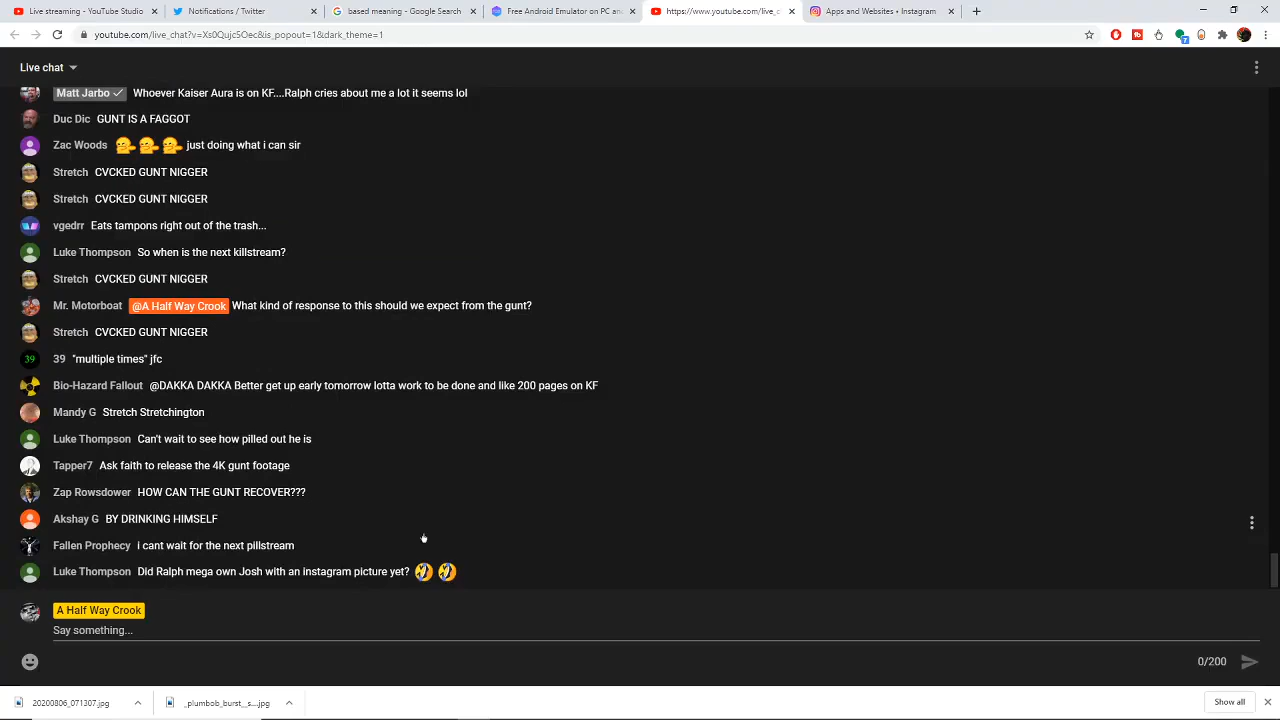 Live streaming - YouTube Studio
Notifications / Twitter
based meaning - Google Search
Free Android Emulator on PC an
https://www.youtube.com/live_c
Apps and Websites • Instagram
youtube.com/live_chat?v=Xs0Qujc5Oec&is_popout=1&dark_theme=1
Live chat
Matt Jarbo Whoever Kaiser Aura is on KF....Ralph cries about me a lot it seems lol
Duc Dic GUNT IS A FAGGOT
Zac Woods just doing what i can sir
Stretch CVCKED GUNT NIGGER
Stretch CVCKED GUNT NIGGER
vgedrr Eats tampons right out of the trash...
Luke Thompson So when is the next killstream?
Stretch CVCKED GUNT NIGGER
Mr. Motorboat @A Half Way Crook What kind of response to this should we expect from the gunt?
Stretch CVCKED GUNT NIGGER
39 39 "multiple times" jfc
Bio-Hazard Fallout @DAKKA DAKKA Better get up early tomorrow lotta work to be done and like 200 pages on KF
Mandy G Stretch Stretchington
Luke Thompson Can't wait to see how pilled out he is
Tapper7 Ask faith to release the 4K gunt footage
Zap Rowsdower HOW CAN THE GUNT RECOVER???
Akshay G BY DRINKING HIMSELF
Fallen Prophecy i cant wait for the next pillstream
Luke Thompson Did Ralph mega own Josh with an instagram picture yet?
A Half Way Crook
Say something...
0/200
20200806_071307.jpg
_plumbob_burst__s....jpg
Show all